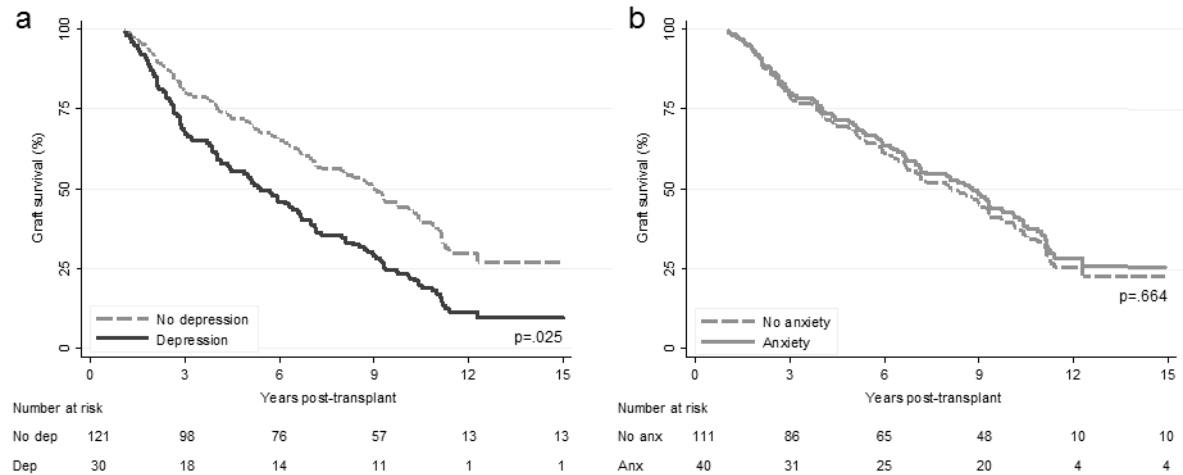 a
100
75
50
25
0
Graft survival (%)
No depression
Depression
p=.025
0 3 6 9 12 15
Years post-transplant
Number at risk
No dep 121 98 76 57 13 13
Dep 30 18 14 11 1 1
b
100
75
50
25
0
Graft survival (%)
No anxiety
Anxiety
p=.664
0 3 6 9 12 15
Years post-transplant
Number at risk
No anx 111 86 65 48 10 10
Anx 40 31 25 20 4 4